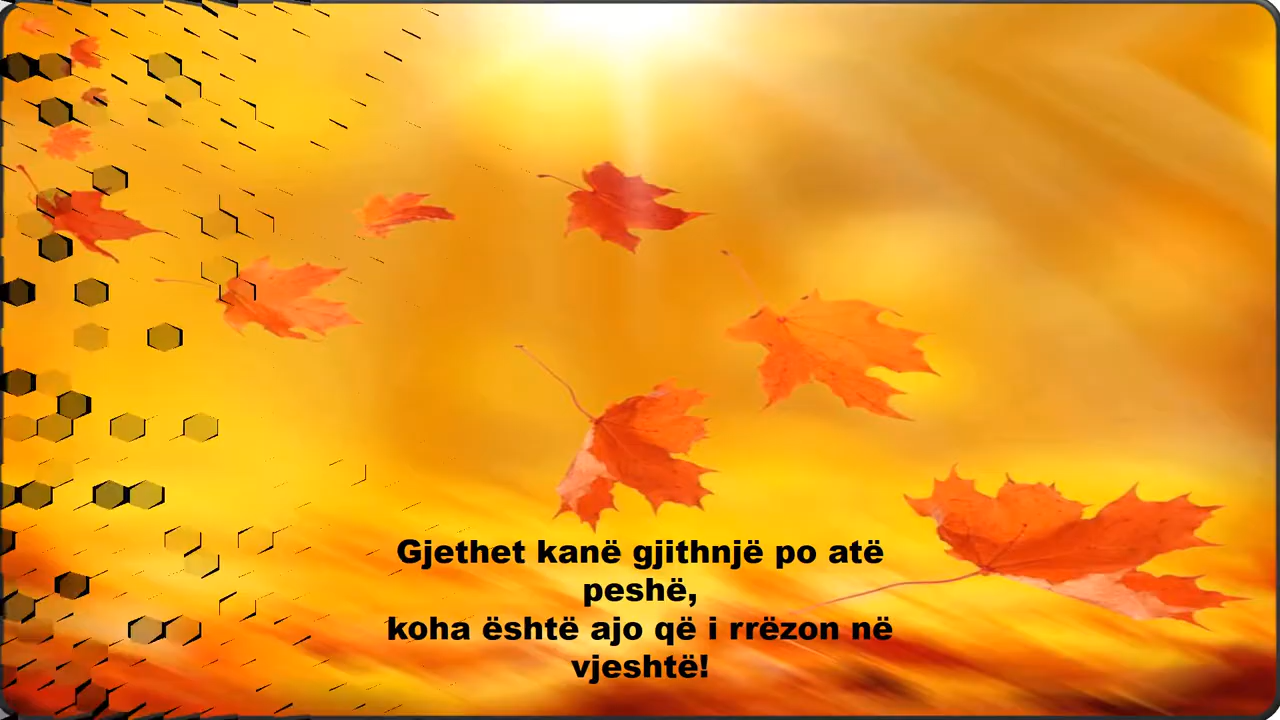 Gjethet kanë gjithnjë po atë
peshë,
koha është ajo që i rrëzon në
vjeshtë!